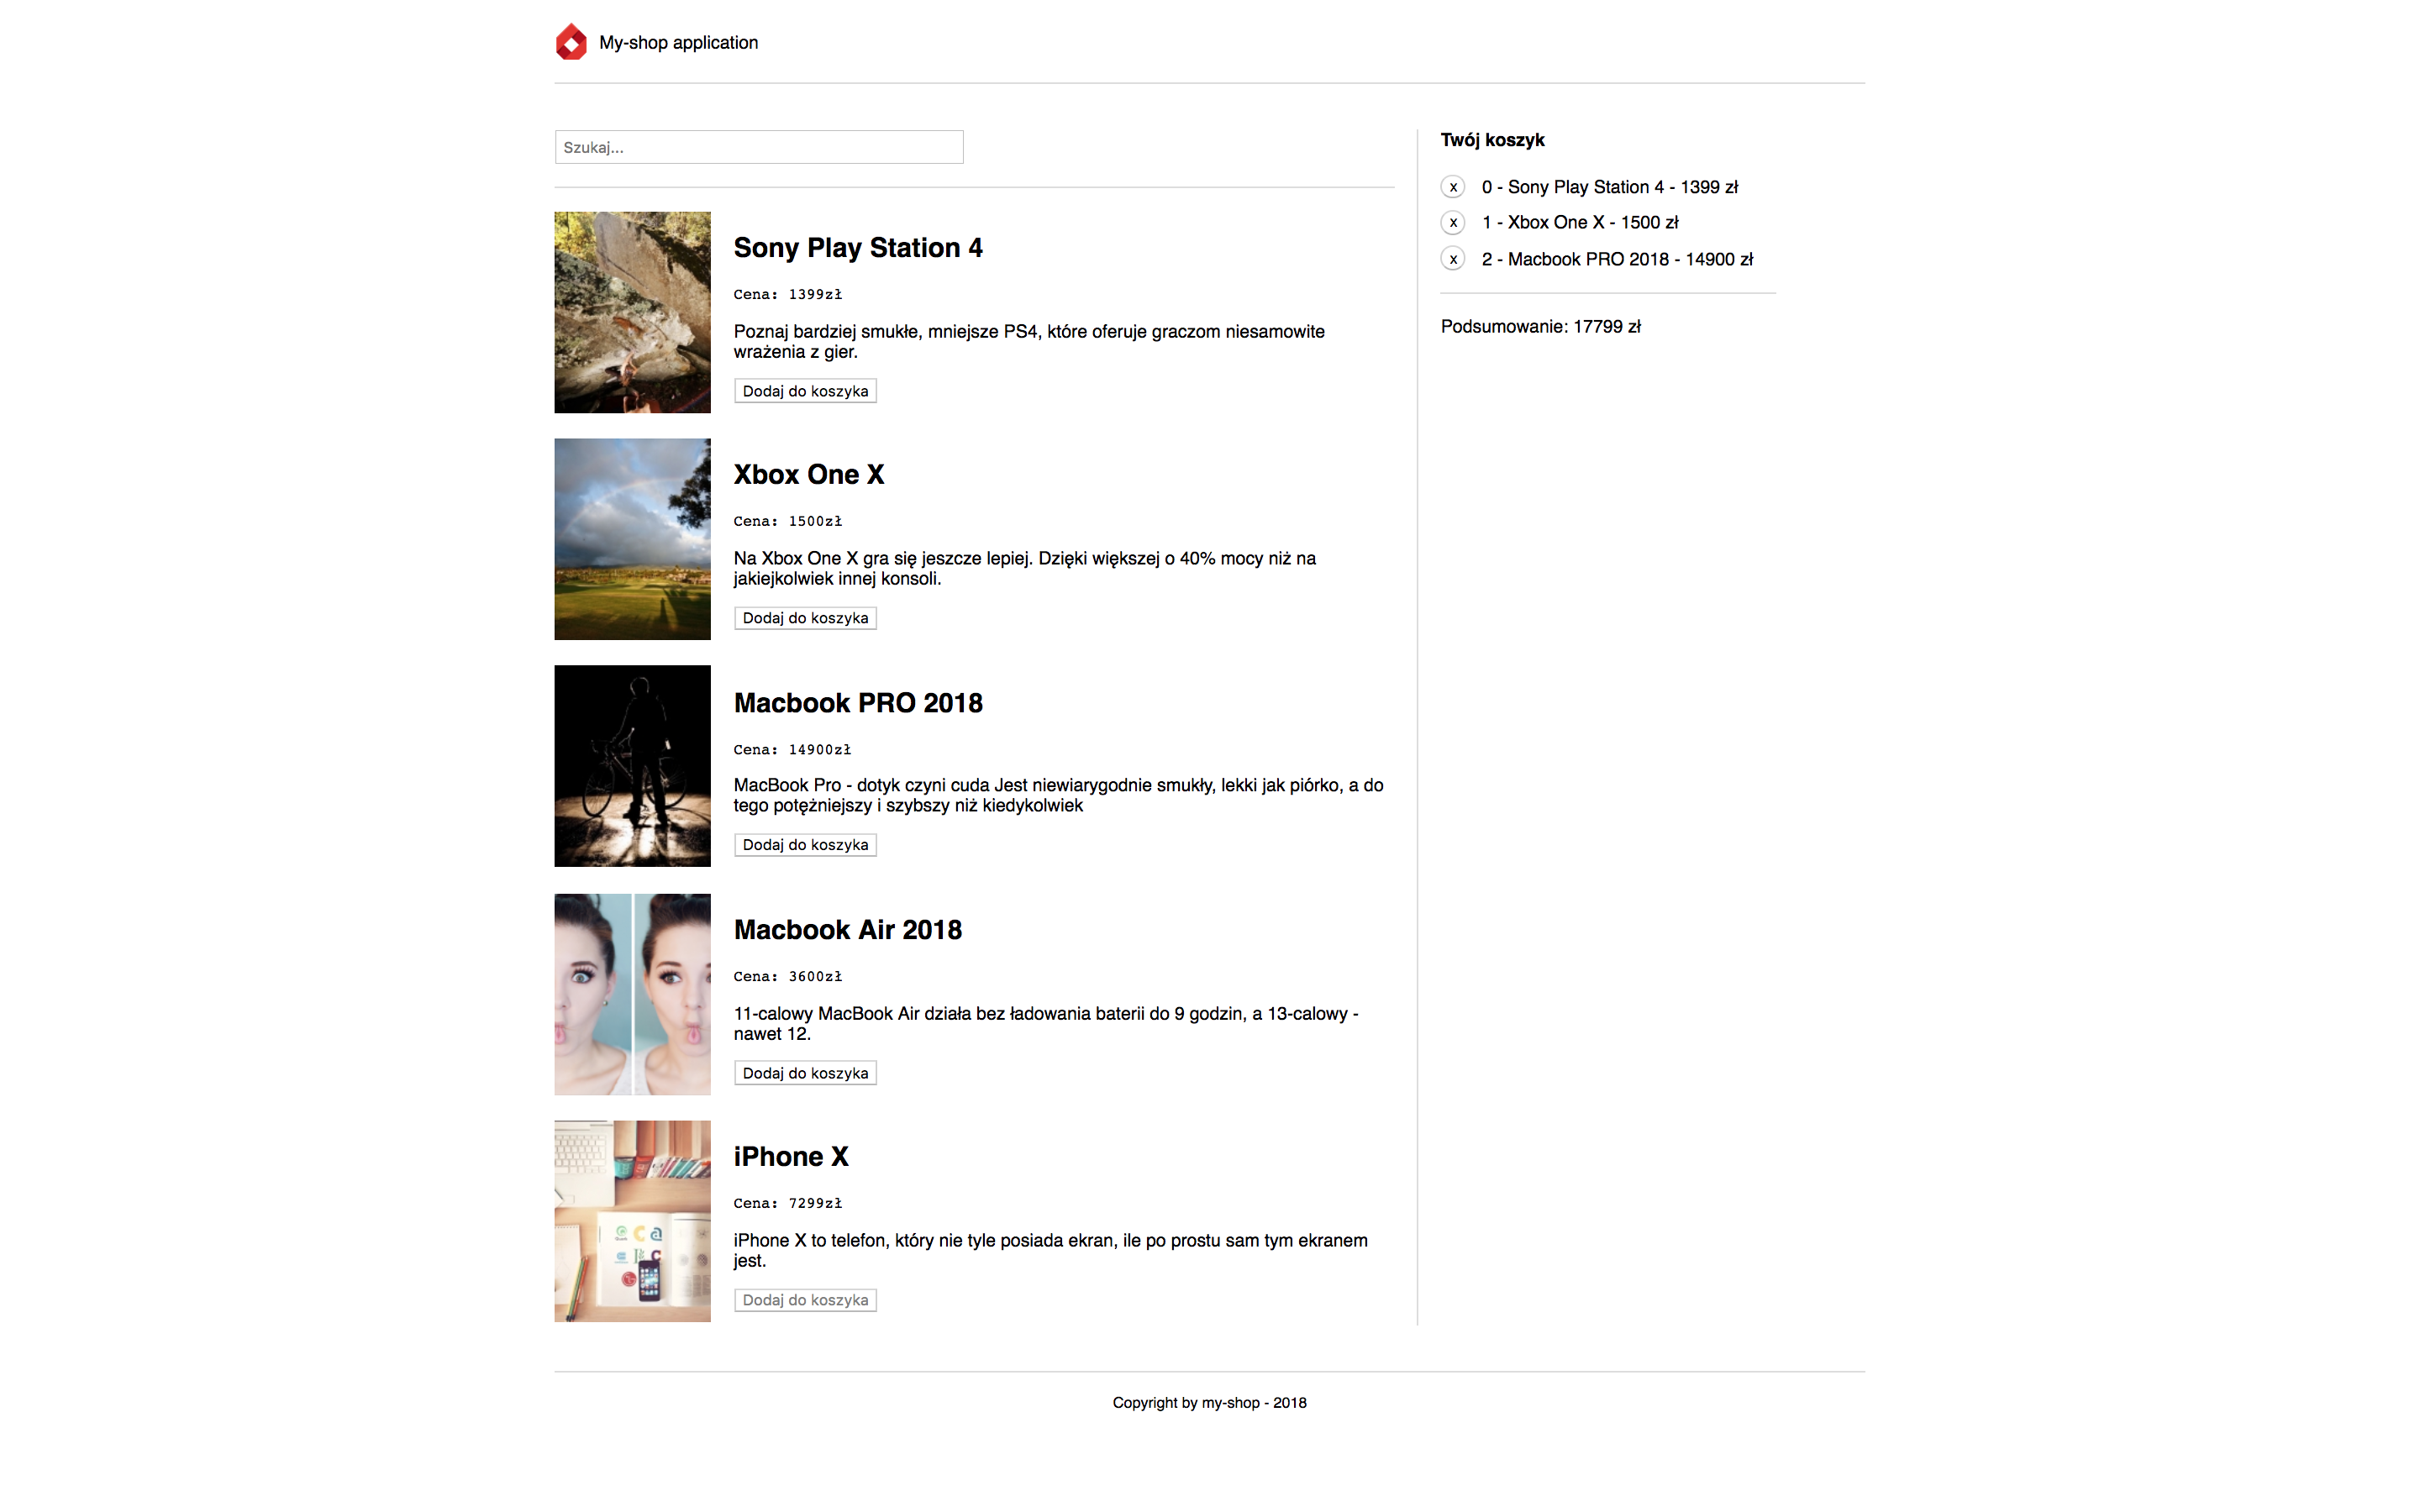 My-shop application
Szukaj...
Sony Play Station 4
Cena: 1399zł
Poznaj bardziej smukłe, mniejsze PS4, które oferuje graczom niesamowite
wrażenia z gier.
Dodaj do koszyka
Xbox One X
Cena: 1500zł
Na Xbox One X gra się jeszcze lepiej. Dzięki większej o 40% mocy niż na
jakiejkolwiek innej konsoli.
Dodaj do koszyka
Macbook PRO 2018
Cena: 14900zł
MacBook Pro - dotyk czyni cuda Jest niewiarygodnie smukły, lekki jak piórko, a do
tego potężniejszy i szybszy niż kiedykolwiek
Dodaj do koszyka
Macbook Air 2018
Cena: 3600zł
11-calowy MacBook Air działa bez ładowania baterii do 9 godzin, a 13-calowy -
nawet 12.
Dodaj do koszyka
iPhone X
Cena: 7299zł
iPhone X to telefon, który nie tyle posiada ekran, ile po prostu sam tym ekranem
jest.
Dodaj do koszyka
Twój koszyk
x 0 - Sony Play Station 4 - 1399 zł
x 1 - Xbox One X - 1500 zł
x 2 - Macbook PRO 2018 - 14900 zł
Podsumowanie: 17799 zł
Copyright by my-shop - 2018